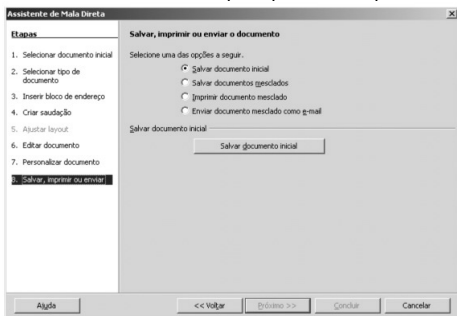 Assistente de Mala Direta
Etapas
1. Selecionar documento inicial
2. Selecionar tipo de
documento
3. Inserir bloco de endereço
4. Criar saudação
5. Ajustar layout
6. Editar documento
7. Personalizar documento
8. Salvar, imprimir ou enviar
Salvar, imprimir ou enviar o documento
Selecione uma das opções a seguir.
Salvar documento inicial
Salvar documentos mesclados
Imprimir documento mesclado
Enviar documento mesclado como e-mail
Salvar documento inicial
Salvar documento inicial
Ajuda
<< Voltar
Próximo >>
Concluir
Cancelar